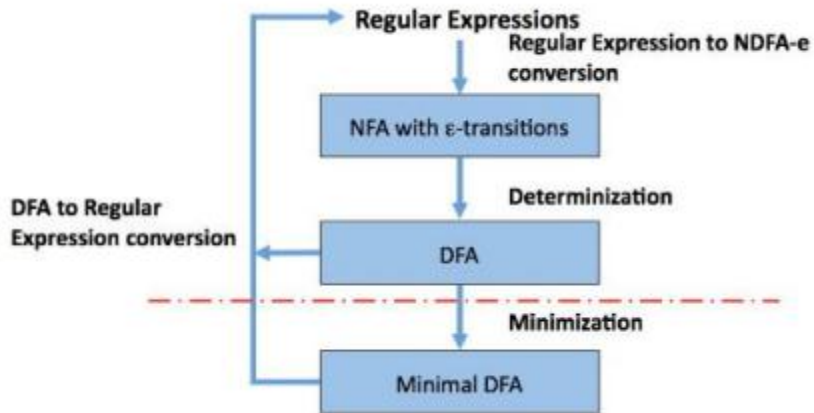 Regular Expressions
Regular Expression to NDFA-e
conversion
NFA with ε-transitions
Determinization
DFA to Regular
Expression conversion
DFA
Minimization
Minimal DFA